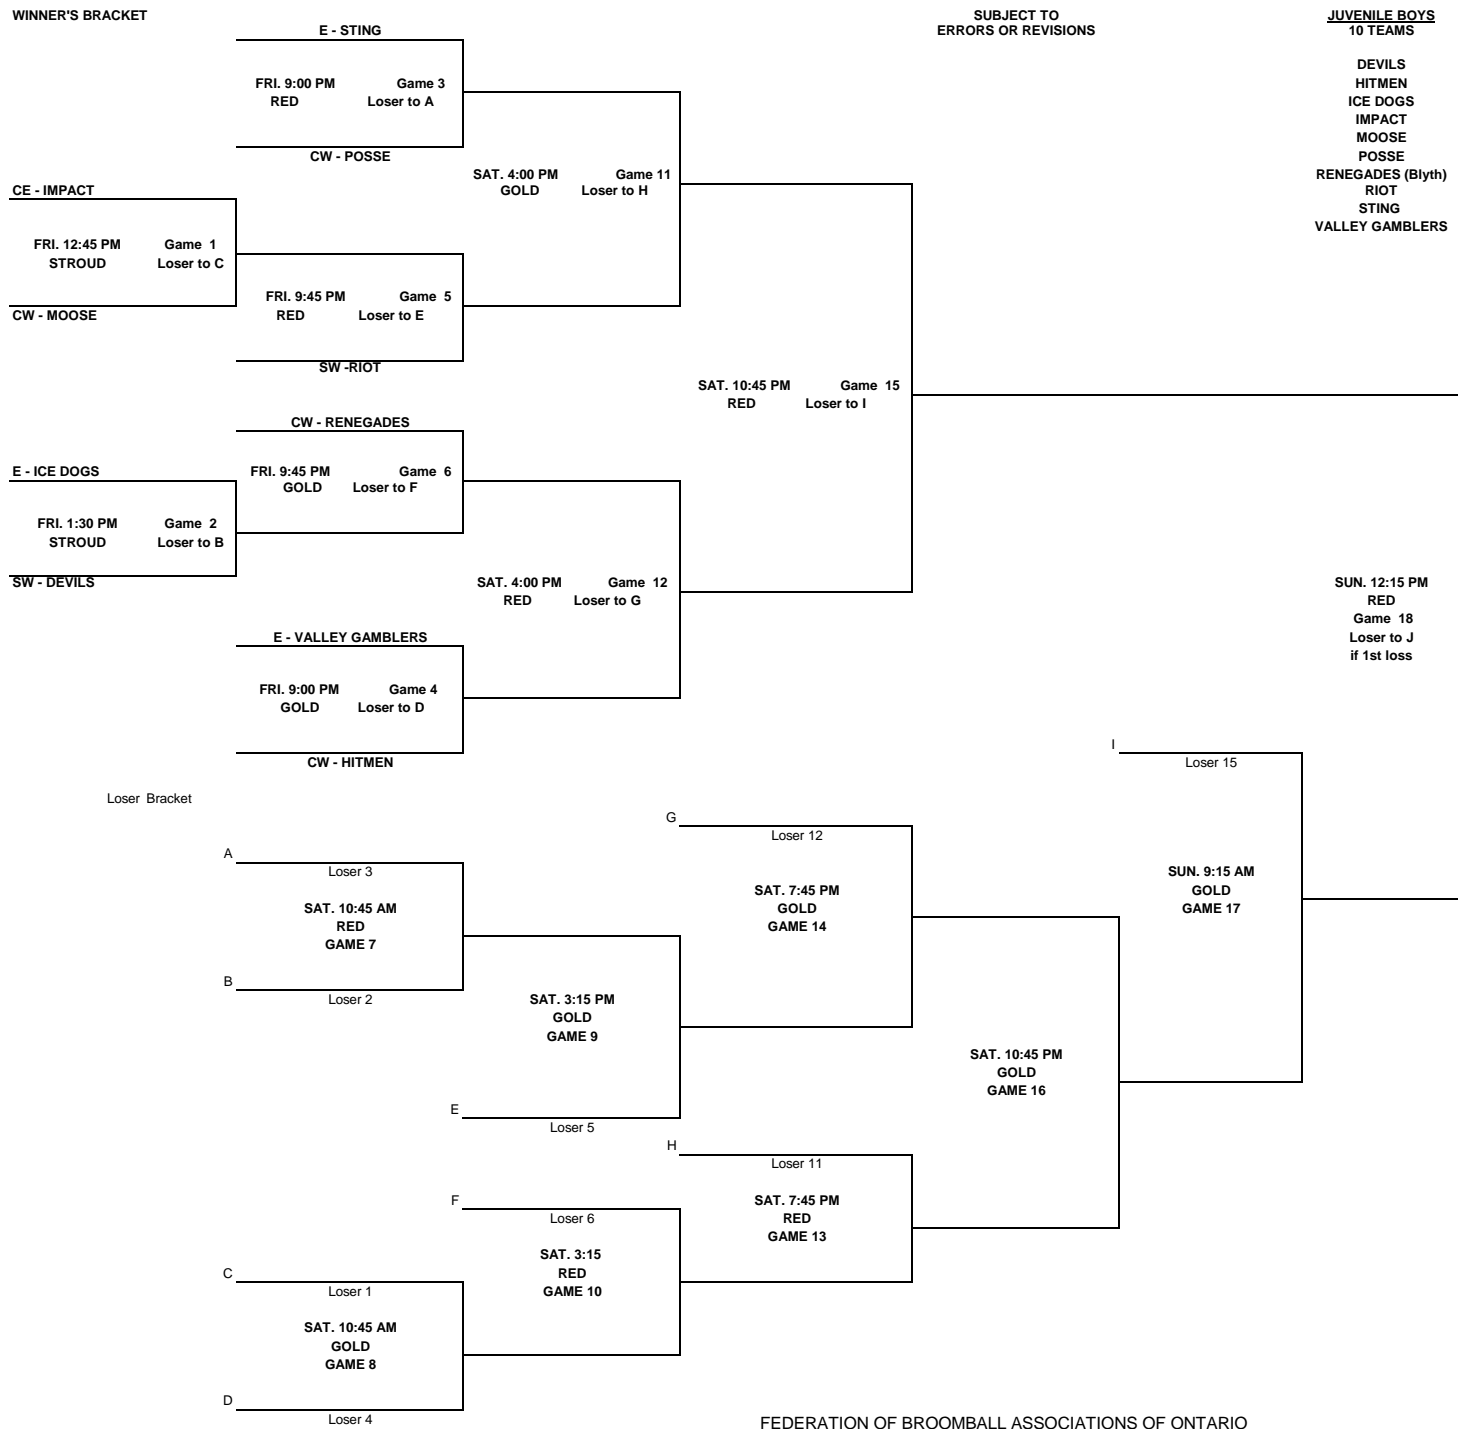 WINNER'S BRACKET
SUBJECT TO
ERRORS OR REVISIONS
JUVENILE BOYS
10 TEAMS
DEVILS
HITMEN
ICE DOGS
IMPACT
MOOSE
POSSE
RENEGADES (Blyth)
RIOT
STING
VALLEY GAMBLERS
E - STING
FRI. 9:00 PM Game 3
RED Loser to A
CW - POSSE
SAT. 4:00 PM Game 11
GOLD Loser to H
CE - IMPACT
FRI. 12:45 PM Game 1
STROUD Loser to C
CW - MOOSE
FRI. 9:45 PM Game 5
RED Loser to E
SW -RIOT
SAT. 10:45 PM Game 15
RED Loser to I
CW - RENEGADES
E - ICE DOGS
FRI. 9:45 PM Game 6
GOLD Loser to F
FRI. 1:30 PM Game 2
STROUD Loser to B
SW - DEVILS
SAT. 4:00 PM Game 12
RED Loser to G
SUN. 12:15 PM
RED
Game 18
Loser to J
if 1st loss
E - VALLEY GAMBLERS
FRI. 9:00 PM Game 4
GOLD Loser to D
CW - HITMEN
I
Loser 15
Loser Bracket
G
Loser 12
A
Loser 3
SAT. 10:45 AM
RED
GAME 7
B
Loser 2
SAT. 7:45 PM
GOLD
GAME 14
SUN. 9:15 AM
GOLD
GAME 17
SAT. 3:15 PM
GOLD
GAME 9
SAT. 10:45 PM
GOLD
GAME 16
E
Loser 5
H
Loser 11
F
Loser 6
SAT. 7:45 PM
RED
GAME 13
SAT. 3:15
RED
GAME 10
C
Loser 1
SAT. 10:45 AM
GOLD
GAME 8
D
Loser 4
FEDERATION OF BROOMBALL ASSOCIATIONS OF ONTARIO